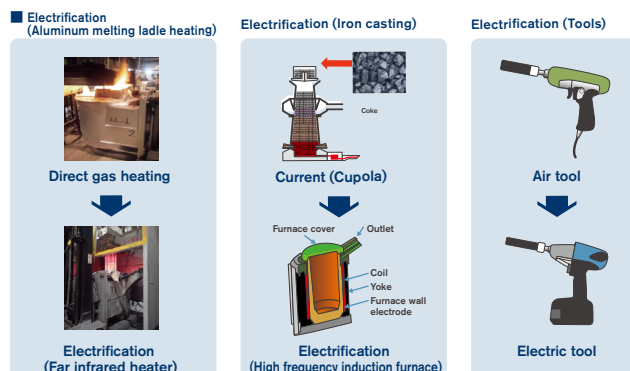 Electrification
(Aluminum melting ladle heating)
Direct gas heating
Electrification
(Far infrared heater)
Electrification (Iron casting)
Coke
Current (Cupola)
Furnace cover
Outlet
Coil
Yoke
Furnace wall
electrode
Electrification
(High frequency induction furnace)
Electrification (Tools)
Air tool
Electric tool